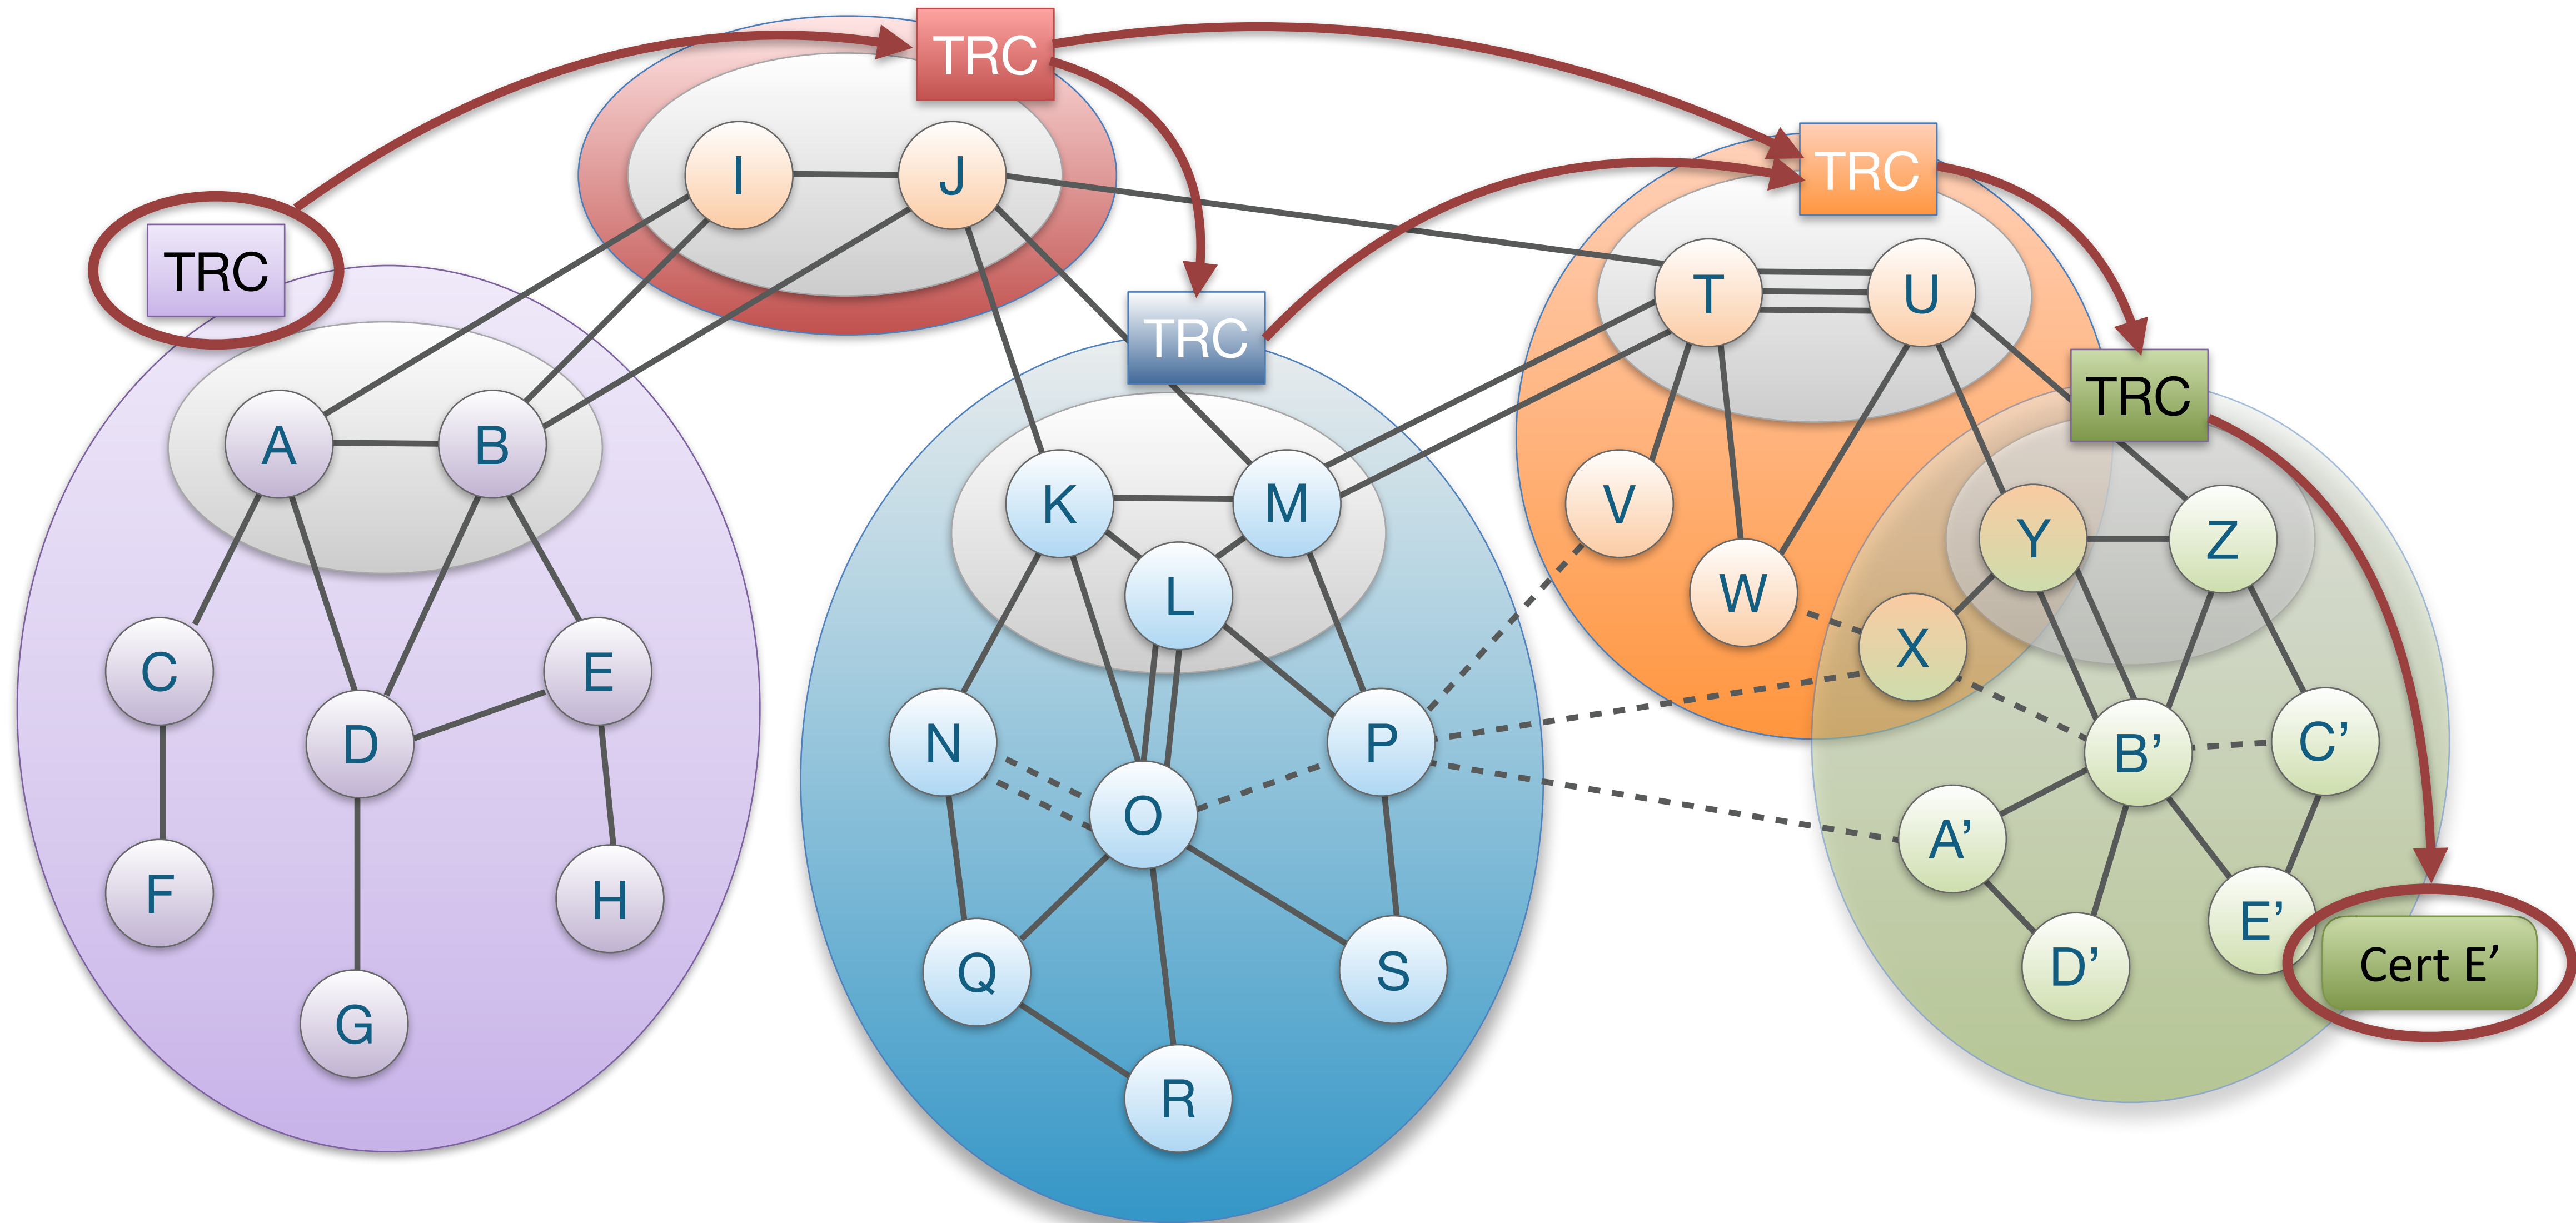 TRC
I
J
TRC
TRC
T
U
TRC
TRC
A
B
K
M
V
Y
Z
L
W
X
C
E
D
N
P
O
B’
C’
A’
F
H
E’
Cert E’
Q
S
D’
G
R